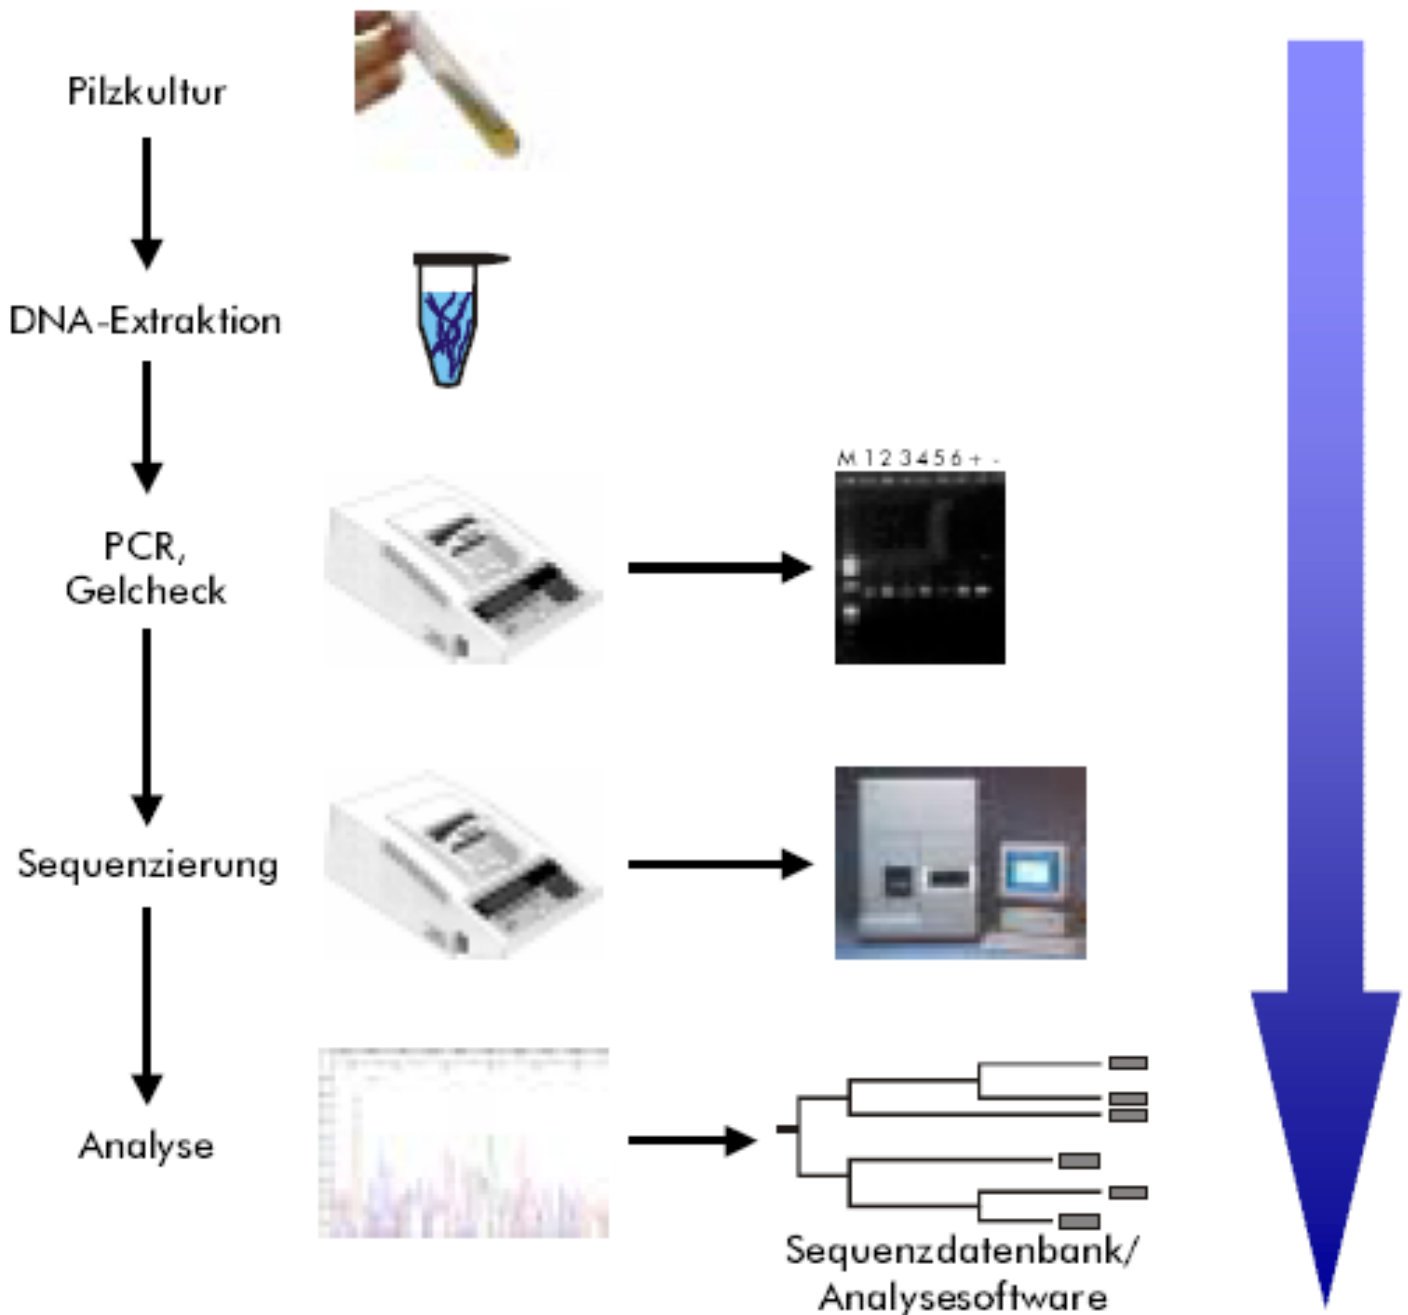 Pilzkultur
DNA-Extraktion
M 1 2 3 4 5 6 + -
PCR,
Gelcheck
Sequenzierung
Analyse
Sequenzdatenbank/
Analysesoftware